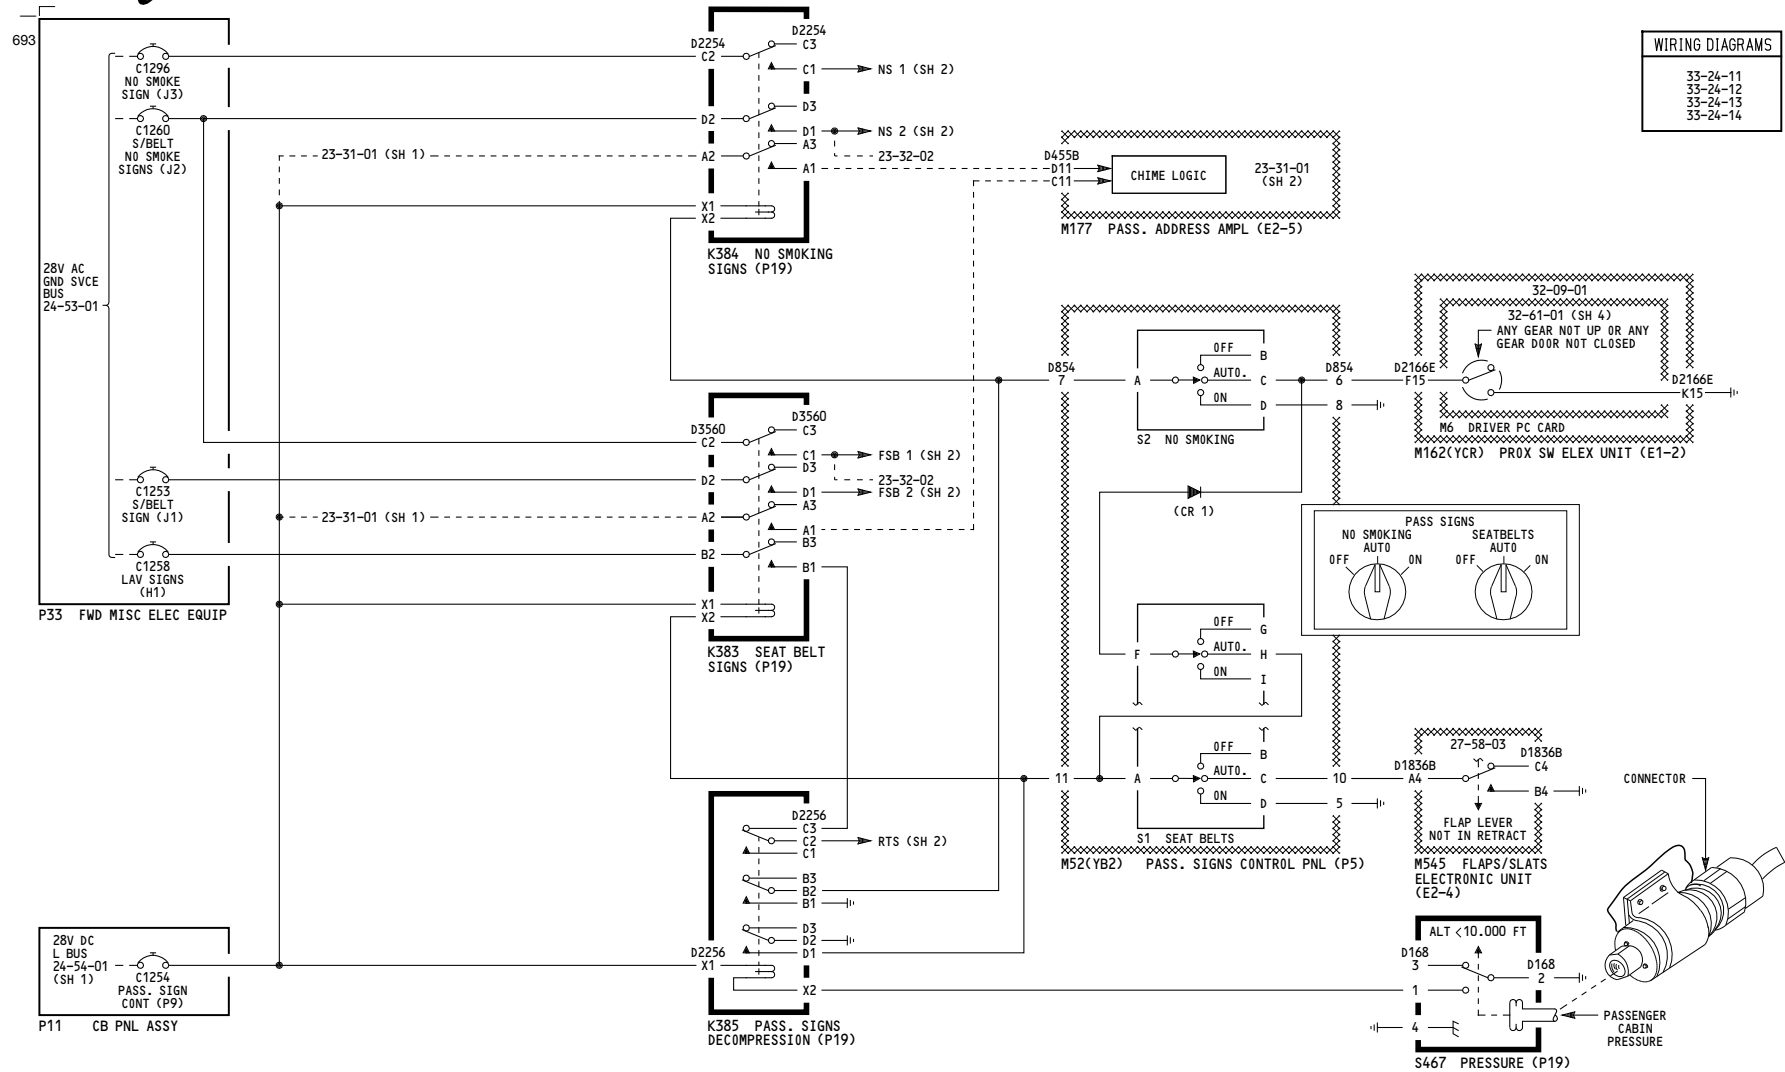 693
C1296
NO SMOKE
SIGN (J3)
C1260
S/BELT
NO SMOKE
SIGNS (J2)
28V AC
GND SVCE
BUS
24-53-01
C1253
S/BELT
SIGN (J1)
C1258
LAV SIGNS
(H1)
P33 FWD MISC ELEC EQUIP
28V DC
L BUS
24-54-01
(SH 1)
C1254
PASS. SIGN
CONT (P9)
P11 CB PNL ASSY
23-31-01 (SH 1)
23-31-01 (SH 1)
D2254
C2
D2
A2
X1
X2
D2254
C3
C1
D3
D1
A3
A1
NS 1 (SH 2)
NS 2 (SH 2)
23-32-02
K384 NO SMOKING
SIGNS (P19)
D3560
C2
D2
A2
B2
X1
X2
D3560
C3
C1
D3
D1
A3
A1
B3
B1
FSB 1 (SH 2)
23-32-02
FSB 2 (SH 2)
K383 SEAT BELT
SIGNS (P19)
D2256
X1
D2256
C3
C2
C1
B3
B2
B1
D3
D2
D1
X2
RTS (SH 2)
K385 PASS. SIGNS
DECOMPRESSION (P19)
D455B
D11
C11
CHIME LOGIC
23-31-01
(SH 2)
M177 PASS. ADDRESS AMPL (E2-5)
D854
7
A
OFF
AUTO.
ON
B
C
D
D854
6
8
S2 NO SMOKING
(CR 1)
F
OFF
AUTO.
ON
G
H
I
11
A
OFF
AUTO.
ON
B
C
D
10
5
S1 SEAT BELTS
M52(YB2) PASS. SIGNS CONTROL PNL (P5)
32-09-01
32-61-01 (SH 4)
ANY GEAR NOT UP OR ANY
GEAR DOOR NOT CLOSED
D2166E
F15
D2166E
K15
M6 DRIVER PC CARD
M162(YCR) PROX SW ELEX UNIT (E1-2)
PASS SIGNS
NO SMOKING
AUTO
OFF
ON
SEATBELTS
AUTO
OFF
ON
27-58-03
D1836B
A4
D1836B
C4
B4
FLAP LEVER
NOT IN RETRACT
M545 FLAPS/SLATS
ELECTRONIC UNIT
(E2-4)
CONNECTOR
ALT <10.000 FT
D168
3
1
4
D168
2
PASSENGER
CABIN
PRESSURE
S467 PRESSURE (P19)
WIRING DIAGRAMS
33-24-11
33-24-12
33-24-13
33-24-14